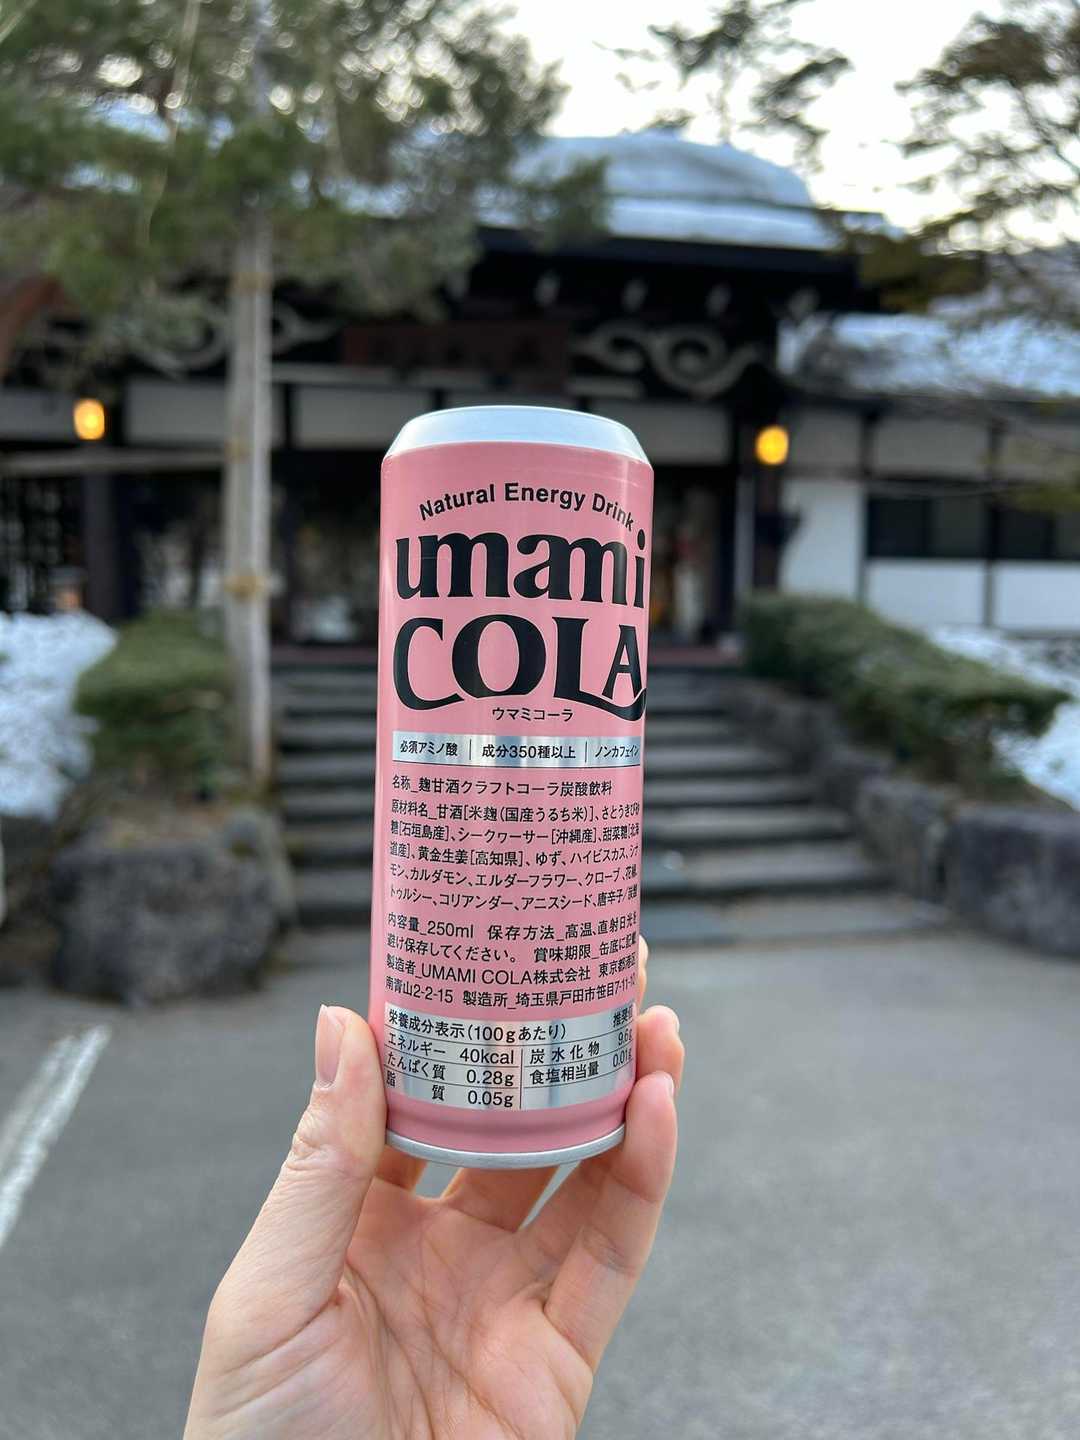 Natural Energy Drink
umami
COLA
ウマミコーラ
必須アミノ酸 | 成分350種以上 | ノンカフェイン
名称_麹甘酒クラフトコーラ炭酸飲料
原材料名_甘酒[米麹(国産うるち米)]、さとうきび
糖[石垣島産]、シークワーサー[沖縄産]、甜菜糖[北海
道産]、黄金生姜[高知県]、ゆず、ハイビスカス、シナ
モン、カルダモン、エルダーフラワー、クローブ、花椒、
トゥルシー、コリアンダー、アニスシード、唐辛子/炭酸
内容量_250ml 保存方法_高温、直射日光を
避け保存してください。 賞味期限_缶底に記載
製造者_UMAMI COLA株式会社 東京都港区
南青山2-2-15 製造所_埼玉県戸田市笹目7-11-10
栄養成分表示(100gあたり) 推奨値
エネルギー 40kcal 炭水化物 9.6g
たんぱく質 0.28g 食塩相当量 0.01g
脂質 0.05g